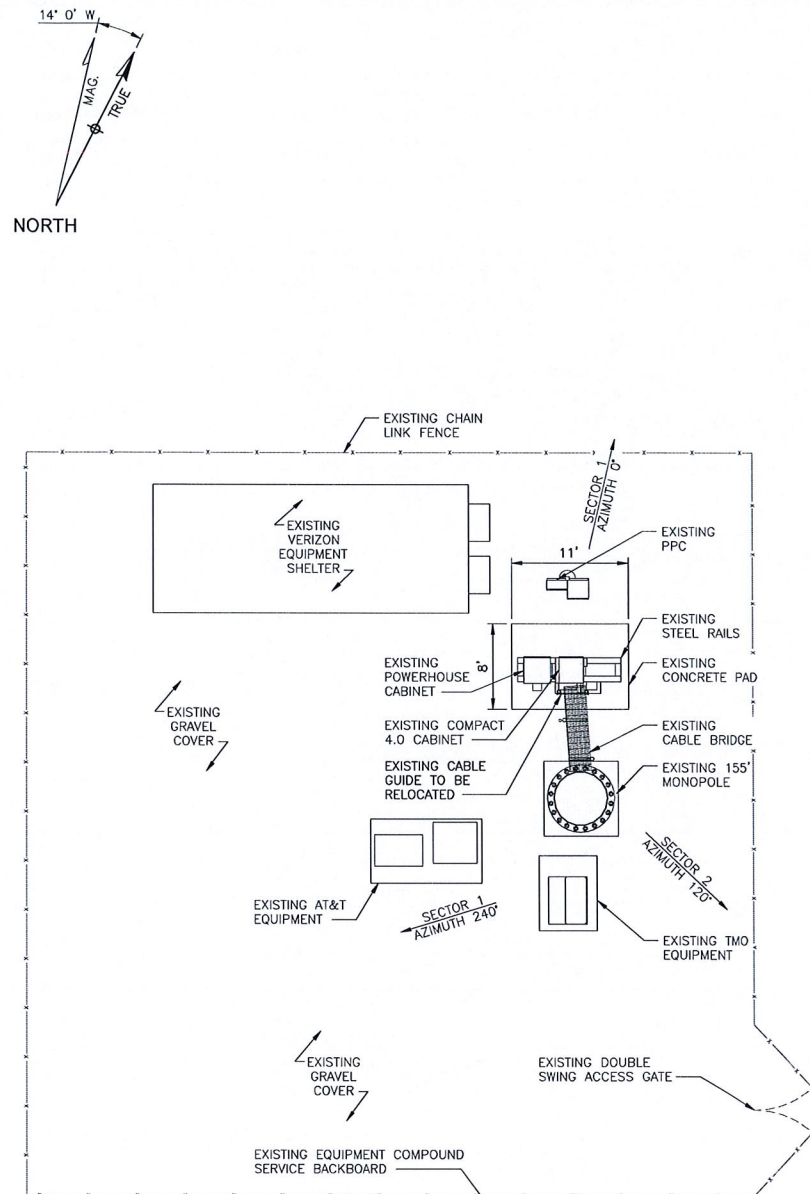 14° 0' W
MAG.
TRUE
NORTH
EXISTING CHAIN
LINK FENCE
SECTOR 1
AZIMUTH 0°
EXISTING
VERIZON
EQUIPMENT
SHELTER
EXISTING
PPC
11'
EXISTING
STEEL RAILS
8'
EXISTING
POWERHOUSE
CABINET
EXISTING
CONCRETE PAD
EXISTING
GRAVEL
COVER
EXISTING COMPACT
4.0 CABINET
EXISTING
CABLE BRIDGE
EXISTING CABLE
GUIDE TO BE
RELOCATED
EXISTING 155'
MONOPOLE
SECTOR 2
AZIMUTH 120°
EXISTING AT&T
EQUIPMENT
SECTOR 1
AZIMUTH 240°
EXISTING TMO
EQUIPMENT
EXISTING
GRAVEL
COVER
EXISTING DOUBLE
SWING ACCESS GATE
EXISTING EQUIPMENT COMPOUND
SERVICE BACKBOARD